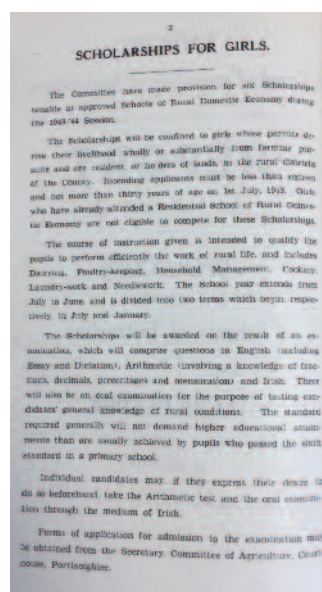 2
SCHOLARSHIPS FOR GIRLS.
The Committee have made provision for six Scholarships
tenable at approved Schools of Rural Domestic Economy during
the 1943/'44 Session.
The Scholarships will be confined to girls whose parents de-
rive their livelihood wholly or substantially from farming pur-
suits and are resident or holders of lands, in the rural districts
of the County. Intending applicants must be less than sixteen
and not more than thirty years of age on 1st July, 1943. Girls
who have already attended a Residential School of Rural Domes-
tic Economy are not eligible to compete for these Scholarships.
The course of instruction given is intended to qualify the
pupils to perform efficiently the work of rural life, and includes
Dairying, Poultry-keeping, Household Management, Cookery,
Laundry-work and Needlework. The School year extends from
July to June, and is divided into two terms which begin, respec-
tively, in July and January.
The Scholarships will be awarded on the result of an ex-
amination, which will comprise questions in English (including
Essay and Dictation), Arithmetic (involving a knowledge of frac-
tions, decimals, percentages and mensuration) and Irish. There
will also be an oral examination for the purpose of testing can-
didates' general knowledge of rural conditions. The standard
required generally will not demand higher educational attain-
ments than are usually achieved by pupils who passed the sixth
standard in a primary school.
Individual candidates may, if they express their desire to
do so beforehand, take the Arithmetic test and the oral examina-
tion through the medium of Irish.
Forms of application for admission to the examination may
be obtained from the Secretary, Committee of Agriculture, Court-
house, Portlaoighise.